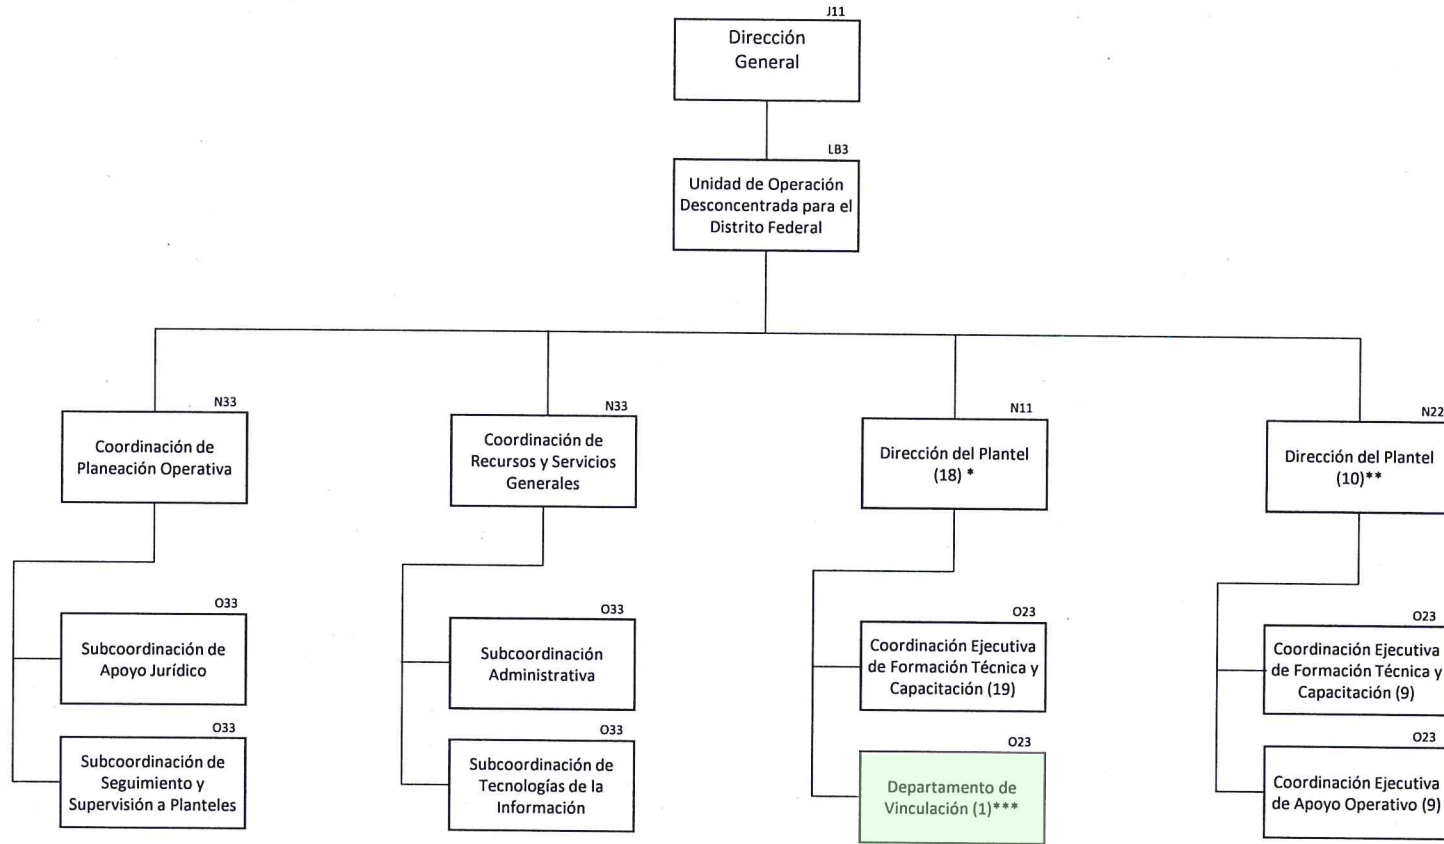 J11
Dirección
General
LB3
Unidad de Operación
Desconcentrada para el
Distrito Federal
N33
Coordinación de
Planeación Operativa
N33
Coordinación de
Recursos y Servicios
Generales
N11
Dirección del Plantel
(18) *
N22
Dirección del Plantel
(10)**
O33
Subcoordinación de
Apoyo Jurídico
O33
Subcoordinación
Administrativa
O23
Coordinación Ejecutiva
de Formación Técnica y
Capacitación (19)
O23
Coordinación Ejecutiva
de Formación Técnica y
Capacitación (9)
O33
Subcoordinación de
Seguimiento y
Supervisión a Planteles
O33
Subcoordinación de
Tecnologías de la
Información
O23
Departamento de
Vinculación (1)***
O23
Coordinación Ejecutiva
de Apoyo Operativo (9)